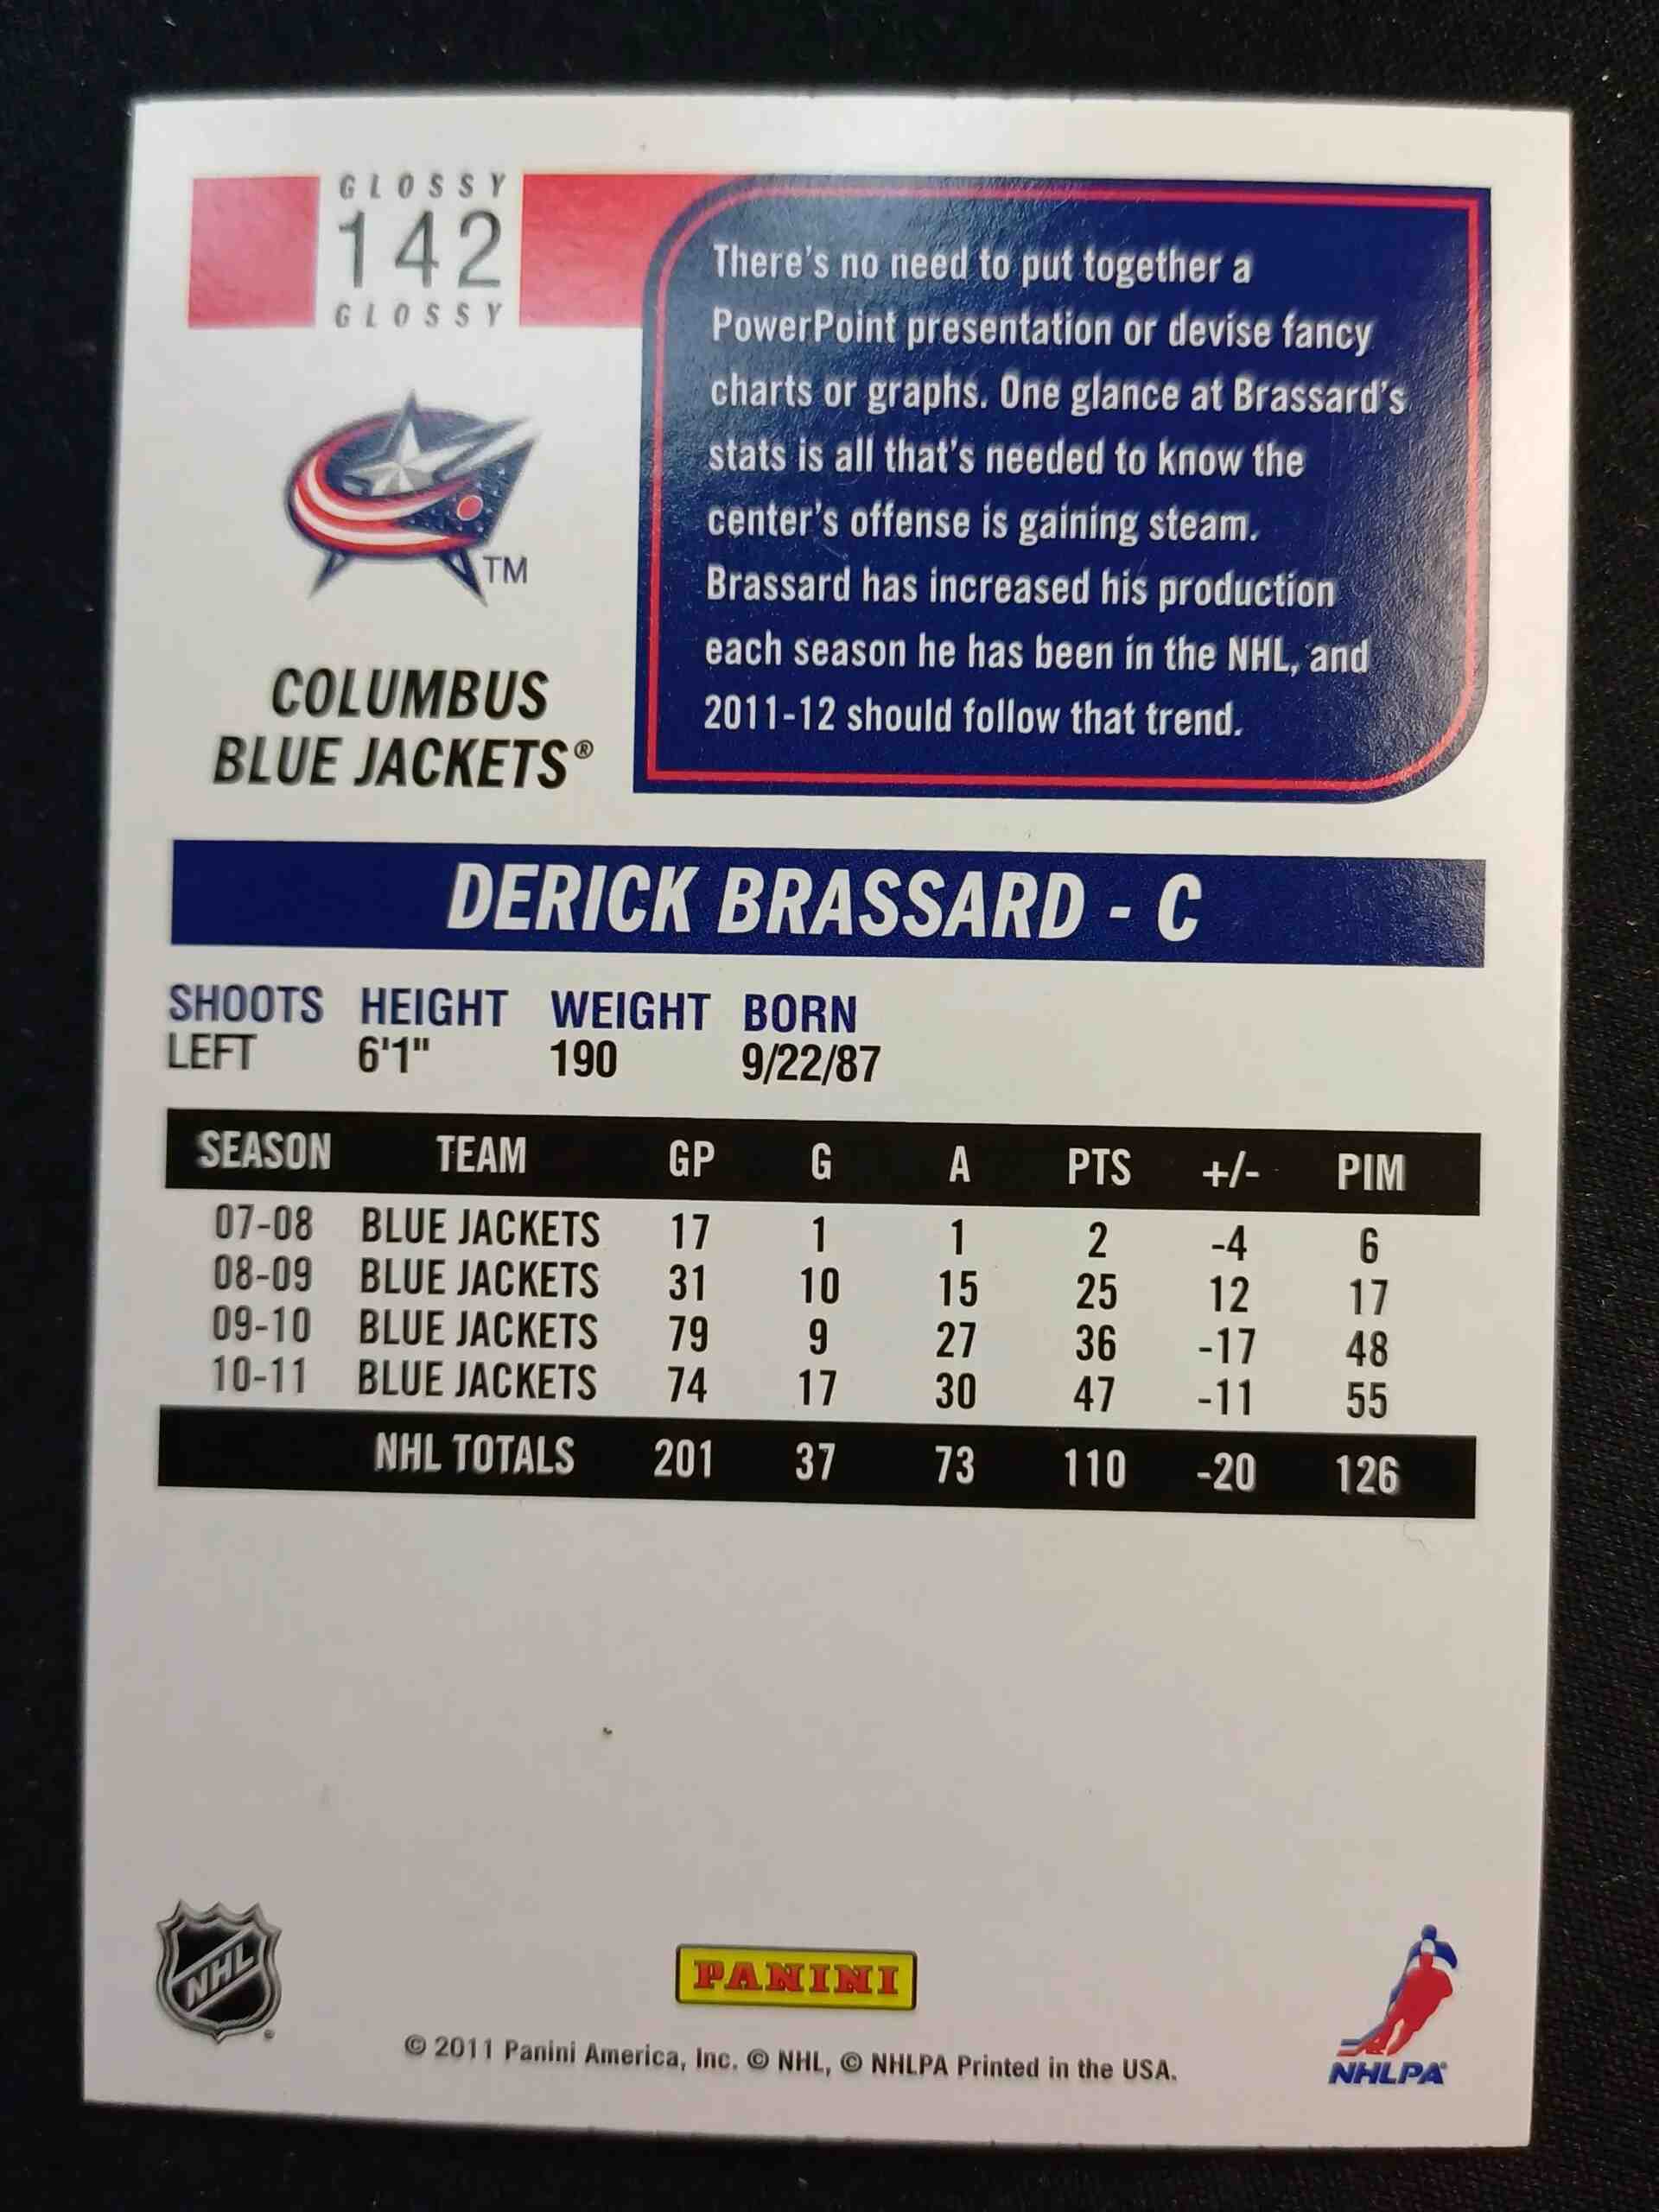 GLOSSY
142
GLOSSY
There's no need to put together a
PowerPoint presentation or devise fancy
charts or graphs. One glance at Brassard's
stats is all that's needed to know the
center's offense is gaining steam.
Brassard has increased his production
each season he has been in the NHL, and
2011-12 should follow that trend.
TM
COLUMBUS
BLUE JACKETS®
DERICK BRASSARD - C
SHOOTS HEIGHT WEIGHT BORN
LEFT 6'1" 190 9/22/87
SEASON TEAM GP G A PTS +/- PIM
07-08 BLUE JACKETS 17 1 1 2 -4 6
08-09 BLUE JACKETS 31 10 15 25 12 17
09-10 BLUE JACKETS 79 9 27 36 -17 48
10-11 BLUE JACKETS 74 17 30 47 -11 55
NHL TOTALS 201 37 73 110 -20 126
NHL
PANINI
NHLPA
© 2011 Panini America, Inc. © NHL, © NHLPA Printed in the USA.